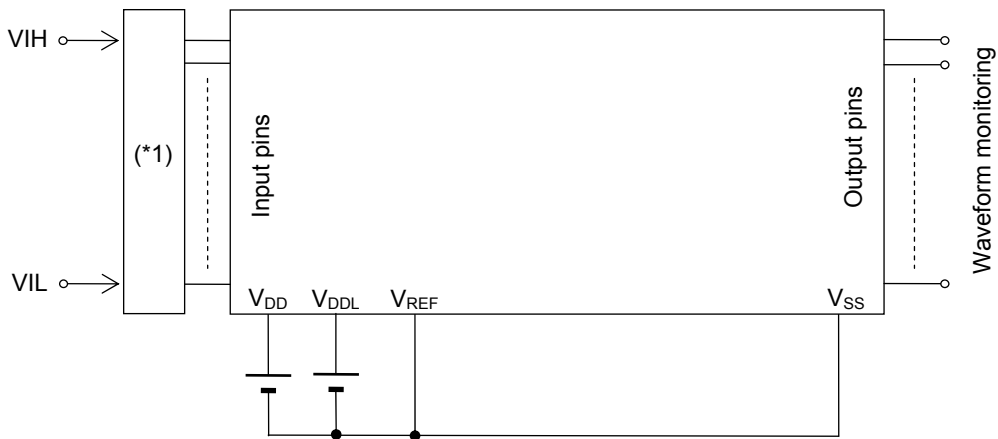 VIH
(*1)
VIL
Input pins
Output pins
Waveform monitoring
VDD
VDDL
VREF
VSS